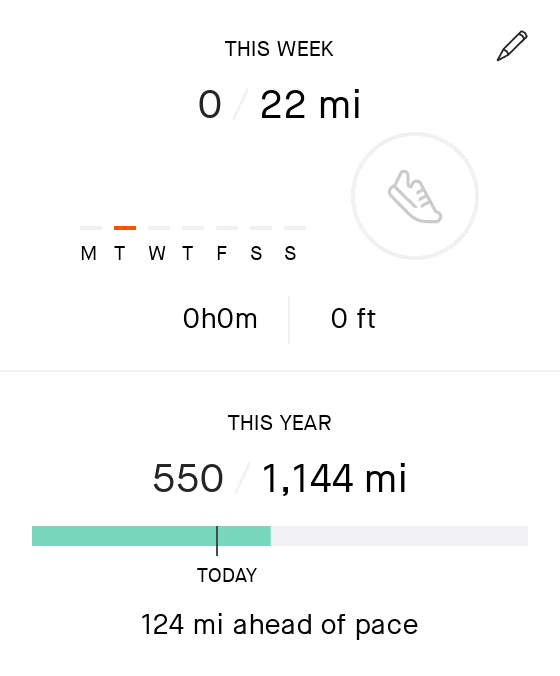 THIS WEEK
0 / 22 mi
M T W T F S S
0h0m 0 ft
THIS YEAR
550 / 1,144 mi
TODAY
124 mi ahead of pace